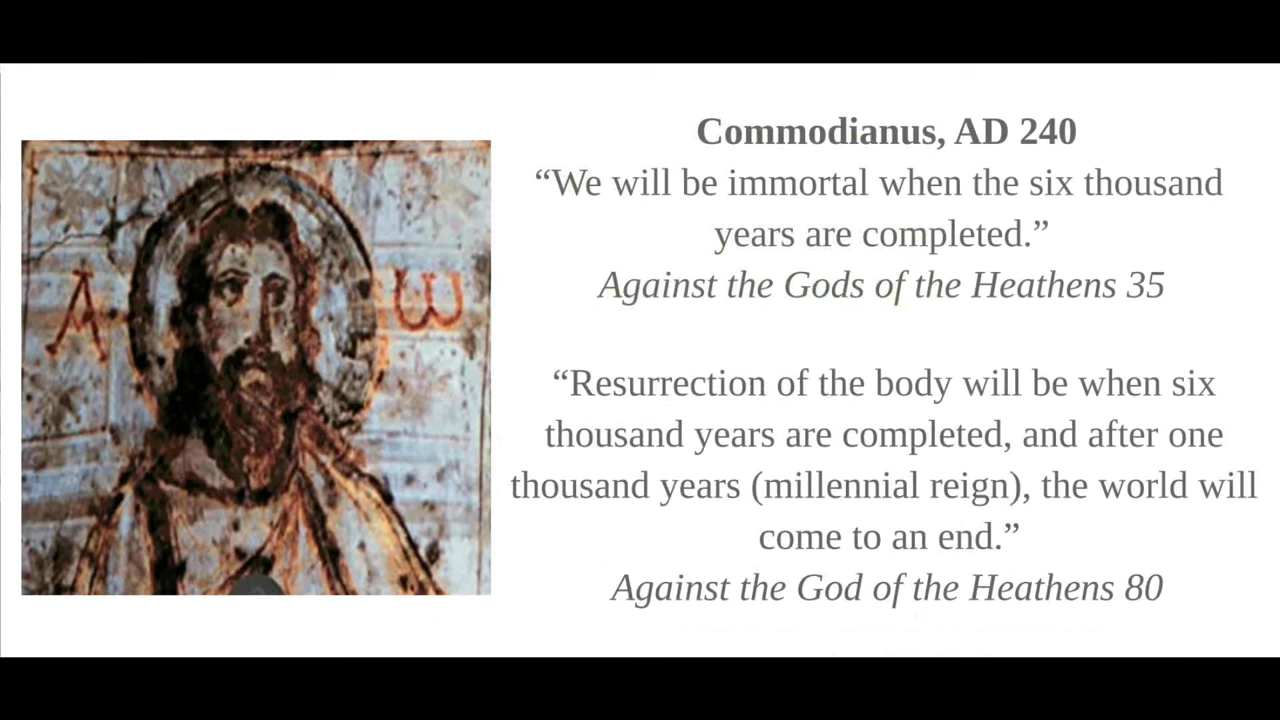 Α ω
Commodianus, AD 240
“We will be immortal when the six thousand
years are completed.”
Against the Gods of the Heathens 35
“Resurrection of the body will be when six
thousand years are completed, and after one
thousand years (millennial reign), the world will
come to an end.”
Against the God of the Heathens 80